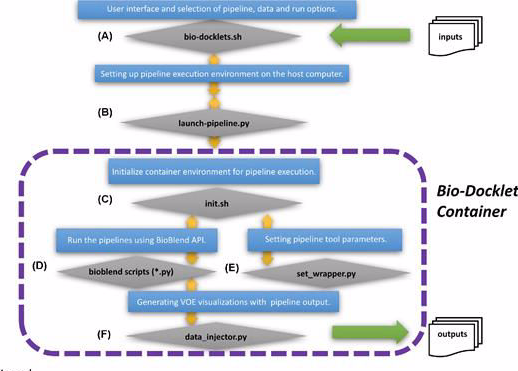 User interface and selection of pipeline, data and run options.
(A)
bio-docklets.sh
inputs
Setting up pipeline execution environment on the host computer.
(B)
launch-pipeline.py
Initialize container environment for pipeline execution.
(C)
init.sh
Bio-Docklet
Container
Run the pipelines using BioBlend API.
Setting pipeline tool parameters.
(D)
bioblend scripts (*.py)
(E)
set_wrapper.py
Generating VOE visualizations with pipeline output.
(F)
data_injector.py
outputs